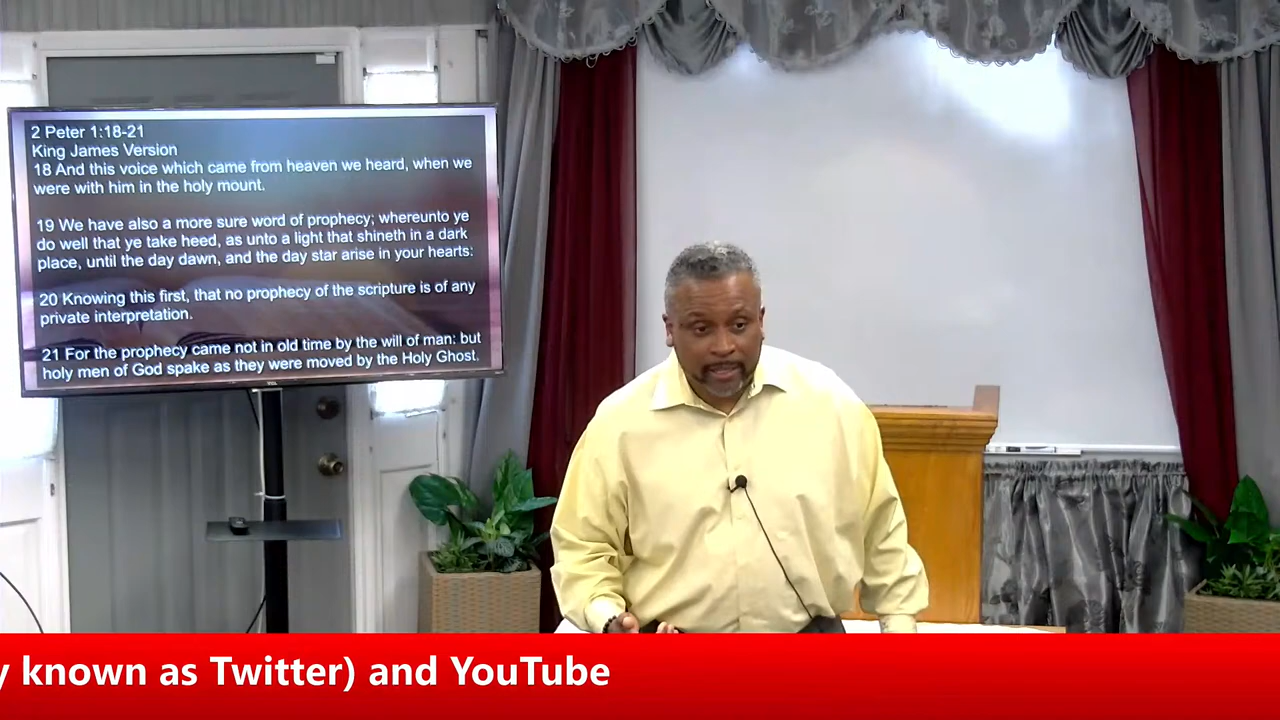 2 Peter 1:18-21
King James Version
18 And this voice which came from heaven we heard, when we
were with him in the holy mount.
19 We have also a more sure word of prophecy; whereunto ye
do well that ye take heed, as unto a light that shineth in a dark
place, until the day dawn, and the day star arise in your hearts:
20 Knowing this first, that no prophecy of the scripture is of any
private interpretation.
21 For the prophecy came not in old time by the will of man: but
holy men of God spake as they were moved by the Holy Ghost.
TCL
y known as Twitter) and YouTube